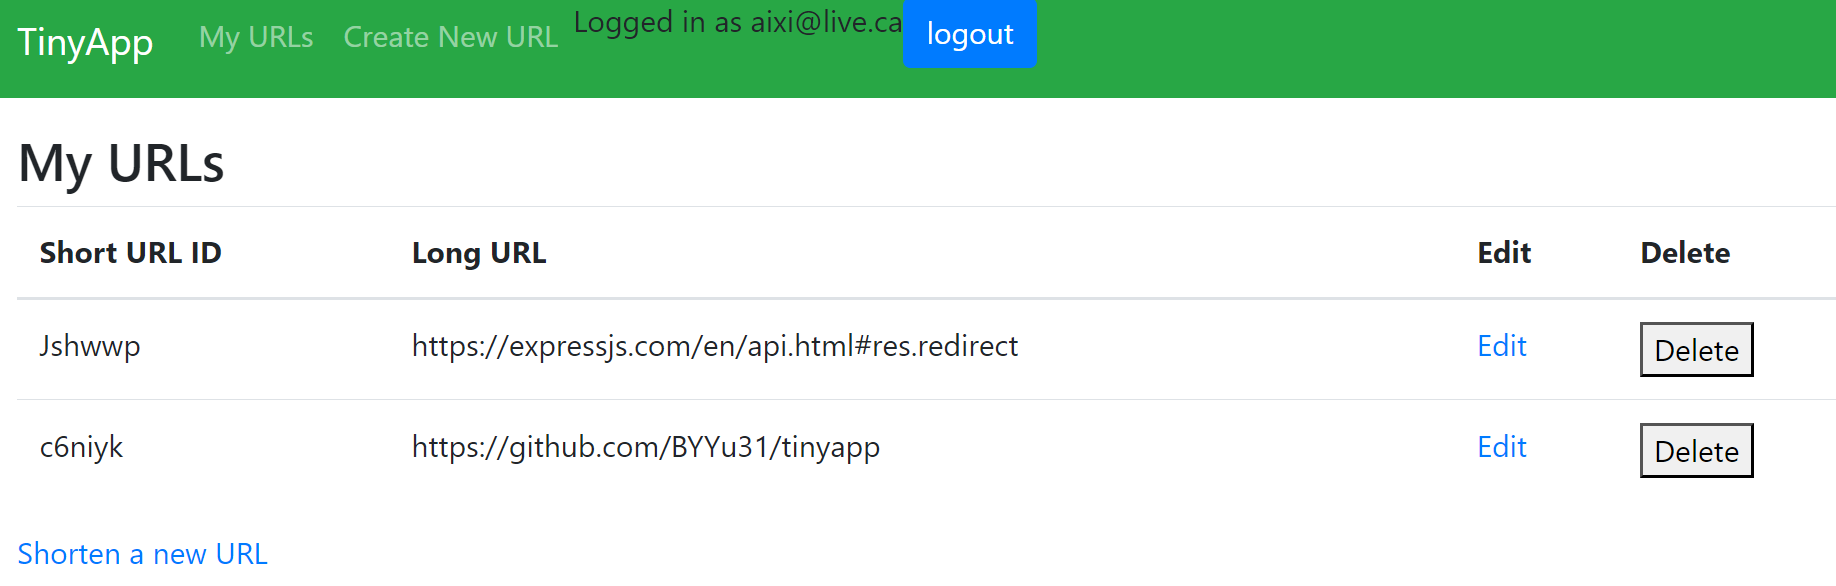 TinyApp My URLs Create New URL Logged in as aixi@live.ca logout
My URLs
Short URL ID Long URL Edit Delete
Jshwwp https://expressjs.com/en/api.html#res.redirect Edit Delete
c6niyk https://github.com/BYYu31/tinyapp Edit Delete
Shorten a new URL